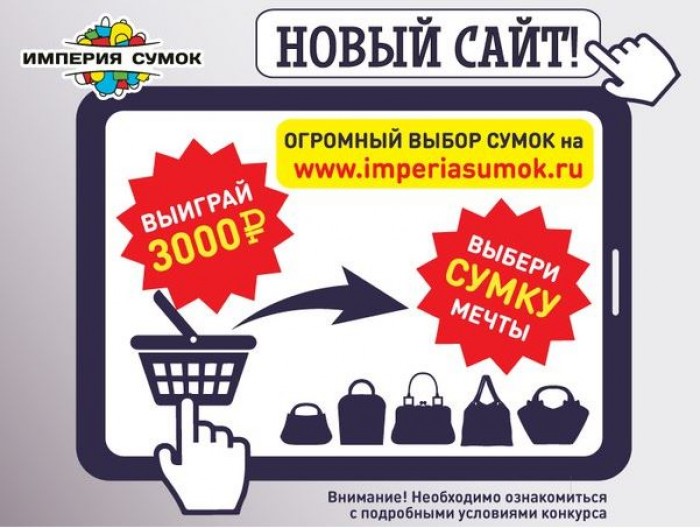 ИМПЕРИЯ СУМОК
НОВЫЙ САЙТ!
ОГРОМНЫЙ ВЫБОР СУМОК на
www.imperiasumok.ru
ВЫИГРАЙ
3000₽
ВЫБЕРИ
СУМКУ
МЕЧТЫ
Внимание! Необходимо ознакомиться
с подробными условиями конкурса